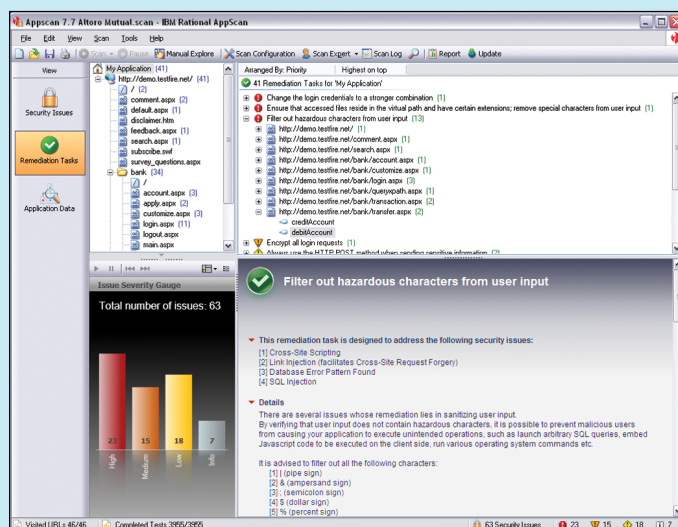 Appscan 7.7 Altoro Mutual.scan - IBM Rational AppScan
File Edit View Scan Tools Help
Scan Pause Manual Explore Scan Configuration Scan Expert Scan Log Report Update
View
Security Issues
Remediation Tasks
Application Data
My Application (41)
http://demo.testfire.net/ (41)
/ (2)
comment.aspx (2)
default.aspx (1)
disclaimer.htm
feedback.aspx (1)
search.aspx (1)
subscribe.swf
survey_questions.aspx
bank (34)
/
account.aspx (3)
apply.aspx (2)
customize.aspx (3)
login.aspx (11)
logout.aspx
main.aspx
Arranged By: Priority Highest on top
41 Remediation Tasks for 'My Application'
Change the login credentials to a stronger combination (1)
Ensure that accessed files reside in the virtual path and have certain extensions; remove special characters from user input (1)
Filter out hazardous characters from user input (13)
http://demo.testfire.net/ (1)
http://demo.testfire.net/comment.aspx (1)
http://demo.testfire.net/search.aspx (1)
http://demo.testfire.net/bank/account.aspx (1)
http://demo.testfire.net/bank/customize.aspx (1)
http://demo.testfire.net/bank/login.aspx (3)
http://demo.testfire.net/bank/queryxpath.aspx (1)
http://demo.testfire.net/bank/transaction.aspx (2)
http://demo.testfire.net/bank/transfer.aspx (2)
creditAccount
debitAccount
Encrypt all login requests (1)
Always use the HTTP POST method when sending sensitive information (2)
Issue Severity Gauge
Total number of issues: 63
23 15 18 7
High Medium Low Info
Filter out hazardous characters from user input
This remediation task is designed to address the following security issues:
[1] Cross-Site Scripting
[2] Link Injection (facilitates Cross-Site Request Forgery)
[3] Database Error Pattern Found
[4] SQL Injection
Details
There are several issues whose remediation lies in sanitizing user input.
By verifying that user input does not contain hazardous characters, it is possible to prevent malicious users
from causing your application to execute unintended operations, such as launch arbitrary SQL queries, embed
Javascript code to be executed on the client side, run various operating system commands etc.
It is advised to filter out all the following characters:
[1] | (pipe sign)
[2] & (ampersand sign)
[3] ; (semicolon sign)
[4] $ (dollar sign)
[5] % (percent sign)
Visited URLs 46/46 Completed Tests 3955/3955 63 Security Issues 23 15 18 7